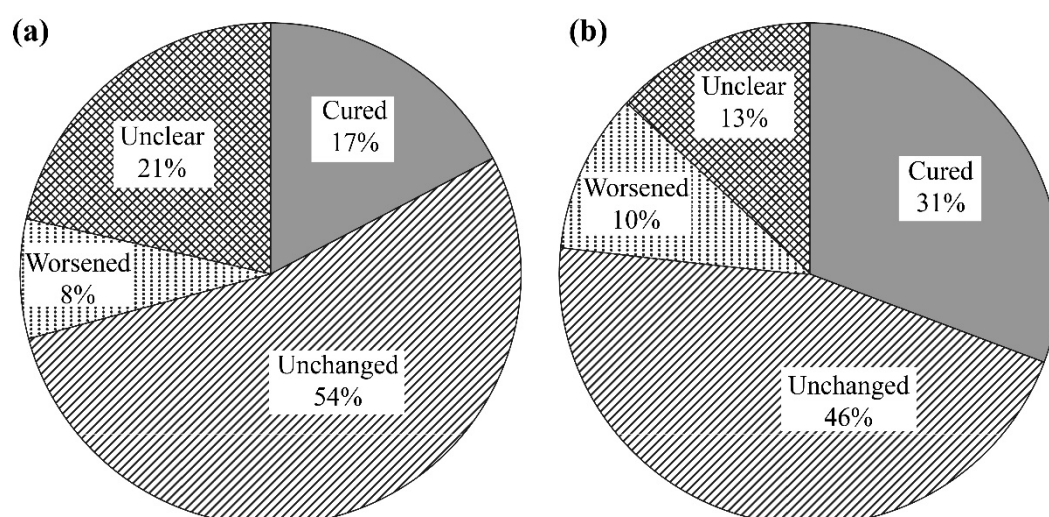 (a)
Unclear
21%
Cured
17%
Worsened
8%
Unchanged
54%
(b)
Unclear
13%
Cured
31%
Worsened
10%
Unchanged
46%